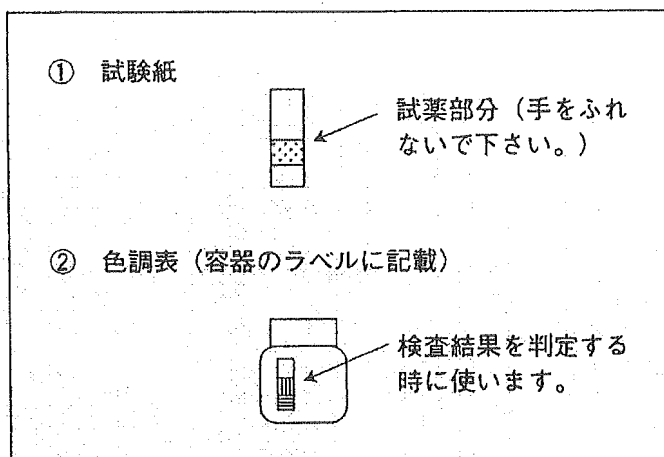 ① 試験紙
試薬部分（手をふれ
ないで下さい。）
② 色調表（容器のラベルに記載）
検査結果を判定する
時に使います。